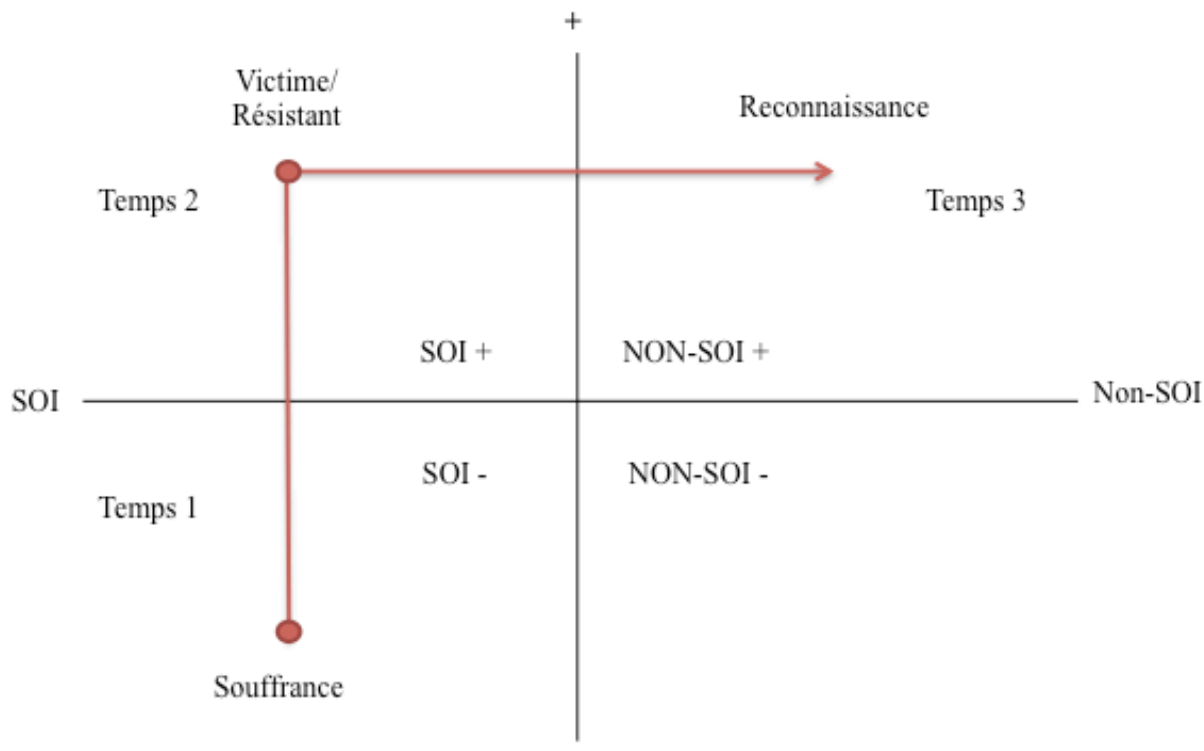 +
Victime/
Résistant
Reconnaissance
Temps 2
Temps 3
SOI +
NON-SOI +
SOI
Non-SOI
SOI -
NON-SOI -
Temps 1
Souffrance